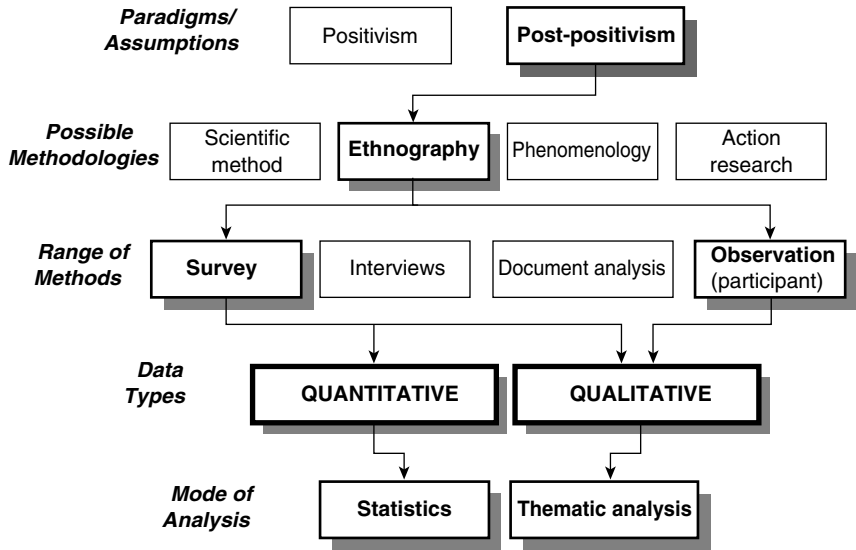 Paradigms/
Assumptions
Positivism
Post-positivism
Possible
Methodologies
Scientific
method
Ethnography
Phenomenology
Action
research
Range of
Methods
Survey
Interviews
Document analysis
Observation
(participant)
Data
Types
QUANTITATIVE
QUALITATIVE
Mode of
Analysis
Statistics
Thematic analysis